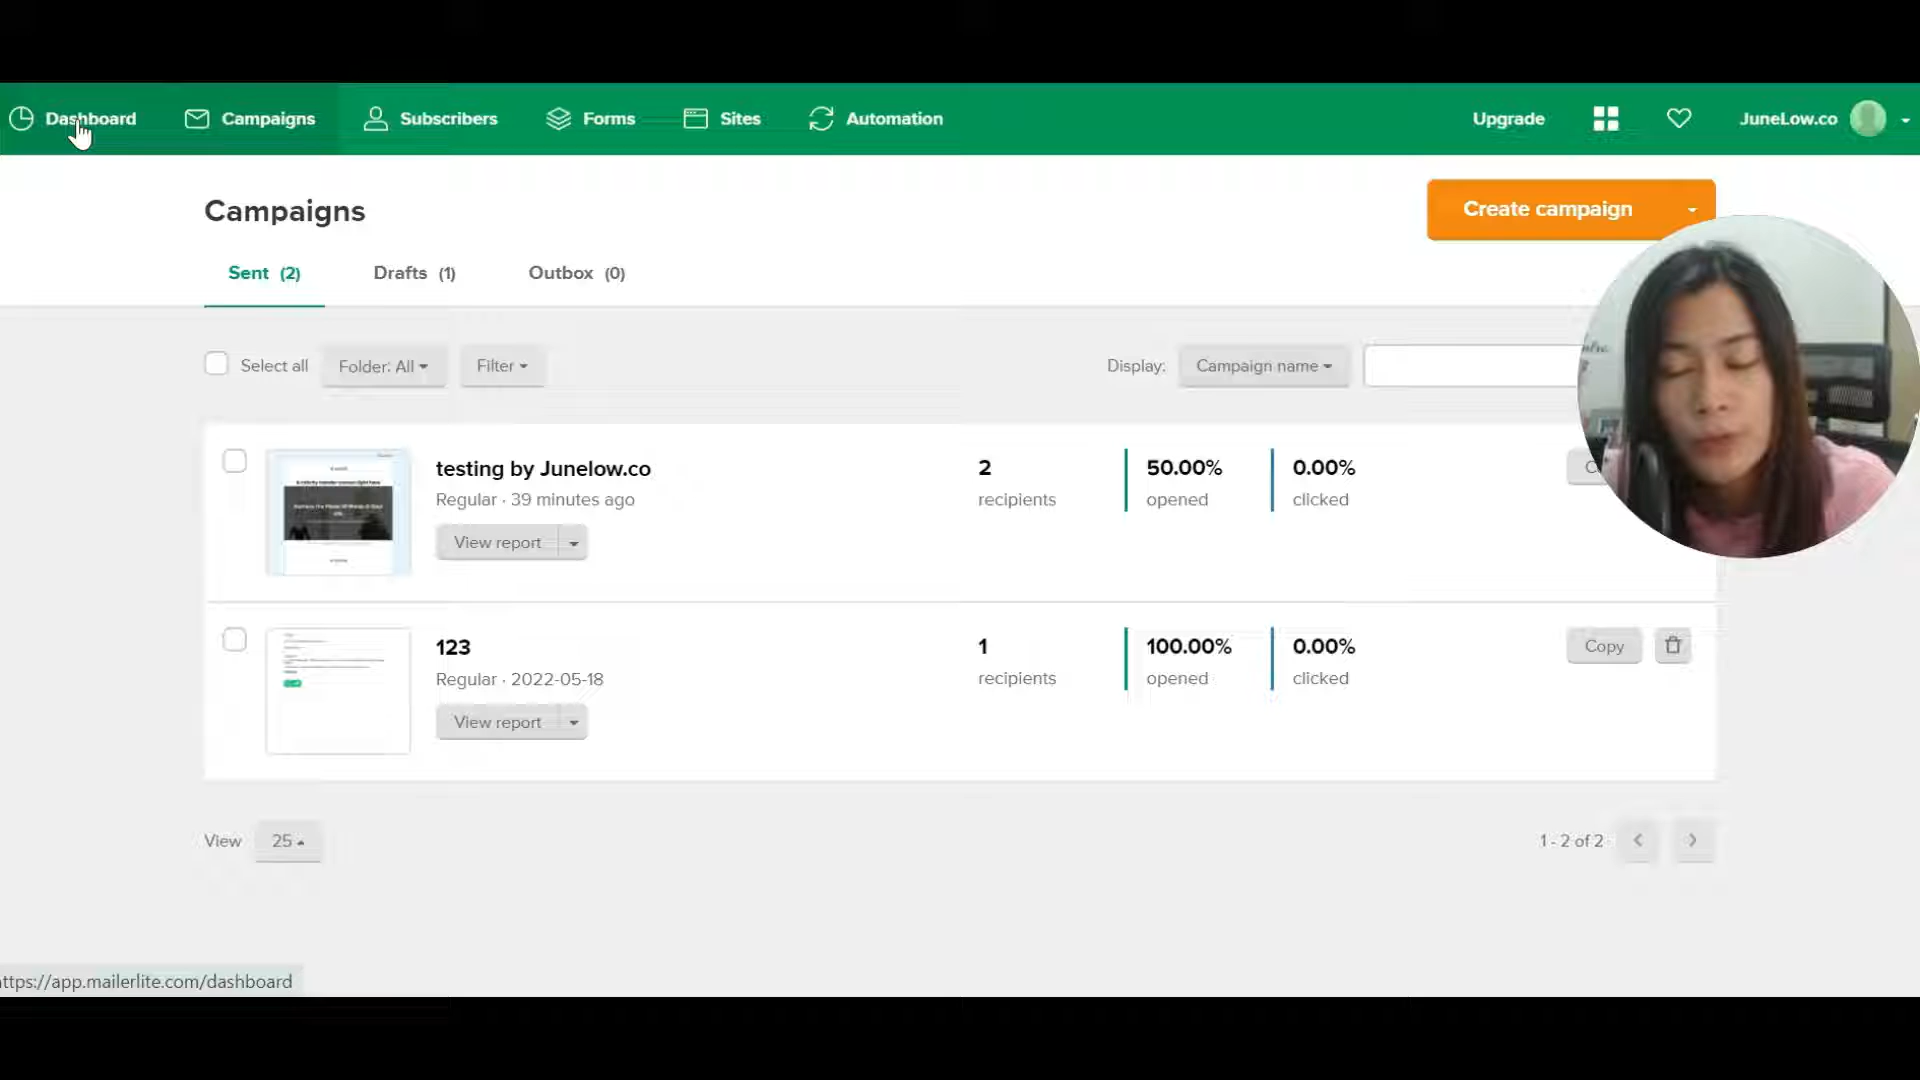 Dashboard Campaigns Subscribers Forms Sites Automation Upgrade JuneLow.co
Campaigns
Create campaign
Sent (2) Drafts (1) Outbox (0)
Select all Folder: All Filter Display: Campaign name
testing by Junelow.co
Regular · 39 minutes ago
2
recipients
50.00%
opened
0.00%
clicked
View report
123
Regular · 2022-05-18
1
recipients
100.00%
opened
0.00%
clicked
Copy
View report
View 25
1 - 2 of 2
ttps://app.mailerlite.com/dashboard